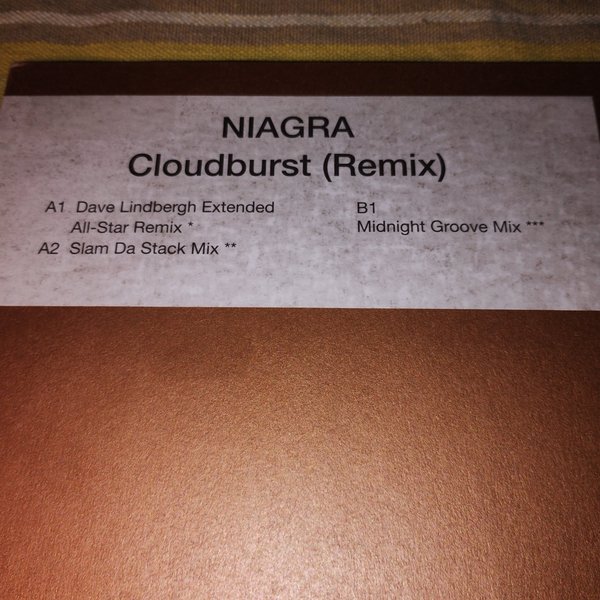 NIAGRA
Cloudburst (Remix)
A1 Dave Lindbergh Extended
All-Star Remix *
A2 Slam Da Stack Mix **
B1
Midnight Groove Mix ***